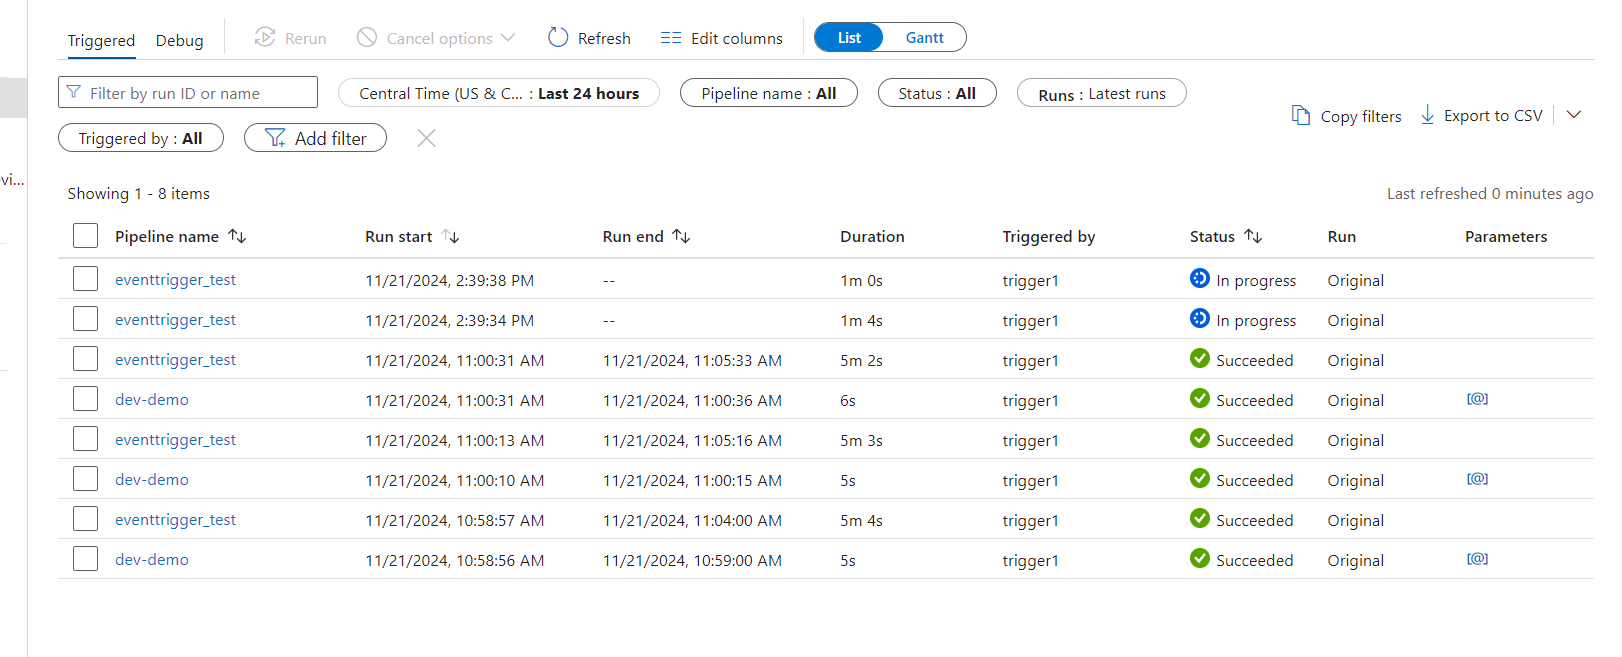 Triggered Debug Rerun Cancel options Refresh Edit columns List Gantt
Filter by run ID or name Central Time (US & C... : Last 24 hours Pipeline name : All Status : All Runs : Latest runs
Copy filters Export to CSV
Triggered by : All Add filter
vi...
Showing 1 - 8 items Last refreshed 0 minutes ago
Pipeline name Run start Run end Duration Triggered by Status Run Parameters
eventtrigger_test 11/21/2024, 2:39:38 PM -- 1m 0s trigger1 In progress Original
eventtrigger_test 11/21/2024, 2:39:34 PM -- 1m 4s trigger1 In progress Original
eventtrigger_test 11/21/2024, 11:00:31 AM 11/21/2024, 11:05:33 AM 5m 2s trigger1 Succeeded Original
dev-demo 11/21/2024, 11:00:31 AM 11/21/2024, 11:00:36 AM 6s trigger1 Succeeded Original [@]
eventtrigger_test 11/21/2024, 11:00:13 AM 11/21/2024, 11:05:16 AM 5m 3s trigger1 Succeeded Original
dev-demo 11/21/2024, 11:00:10 AM 11/21/2024, 11:00:15 AM 5s trigger1 Succeeded Original [@]
eventtrigger_test 11/21/2024, 10:58:57 AM 11/21/2024, 11:04:00 AM 5m 4s trigger1 Succeeded Original
dev-demo 11/21/2024, 10:58:56 AM 11/21/2024, 10:59:00 AM 5s trigger1 Succeeded Original [@]